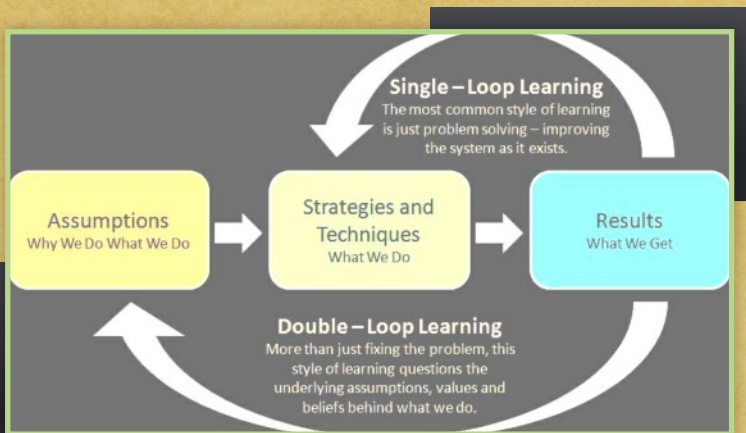 Single – Loop Learning
The most common style of learning
is just problem solving – improving
the system as it exists.
Assumptions
Why We Do What We Do
Strategies and
Techniques
What We Do
Results
What We Get
Double – Loop Learning
More than just fixing the problem, this
style of learning questions the
underlying assumptions, values and
beliefs behind what we do.